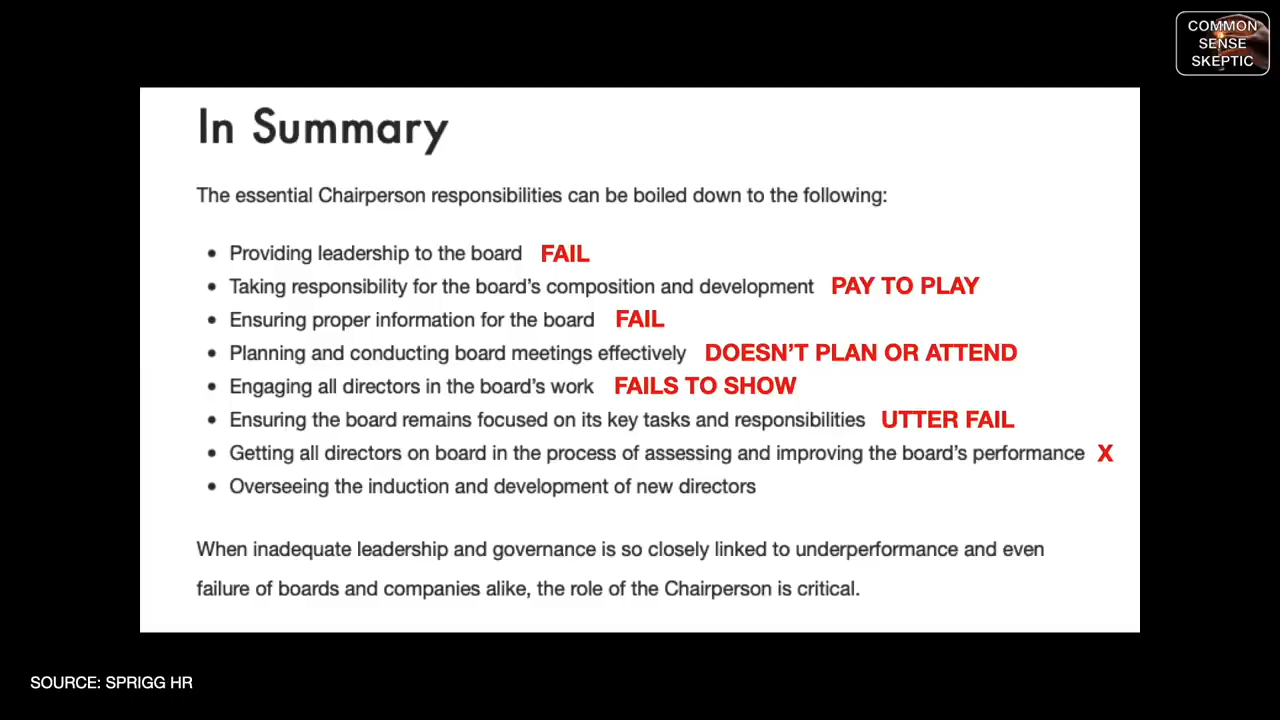 COMMON
SENSE
SKEPTIC
In Summary
The essential Chairperson responsibilities can be boiled down to the following:
• Providing leadership to the board FAIL
• Taking responsibility for the board’s composition and development PAY TO PLAY
• Ensuring proper information for the board FAIL
• Planning and conducting board meetings effectively DOESN’T PLAN OR ATTEND
• Engaging all directors in the board’s work FAILS TO SHOW
• Ensuring the board remains focused on its key tasks and responsibilities UTTER FAIL
• Getting all directors on board in the process of assessing and improving the board’s performance X
• Overseeing the induction and development of new directors
When inadequate leadership and governance is so closely linked to underperformance and even
failure of boards and companies alike, the role of the Chairperson is critical.
SOURCE: SPRIGG HR